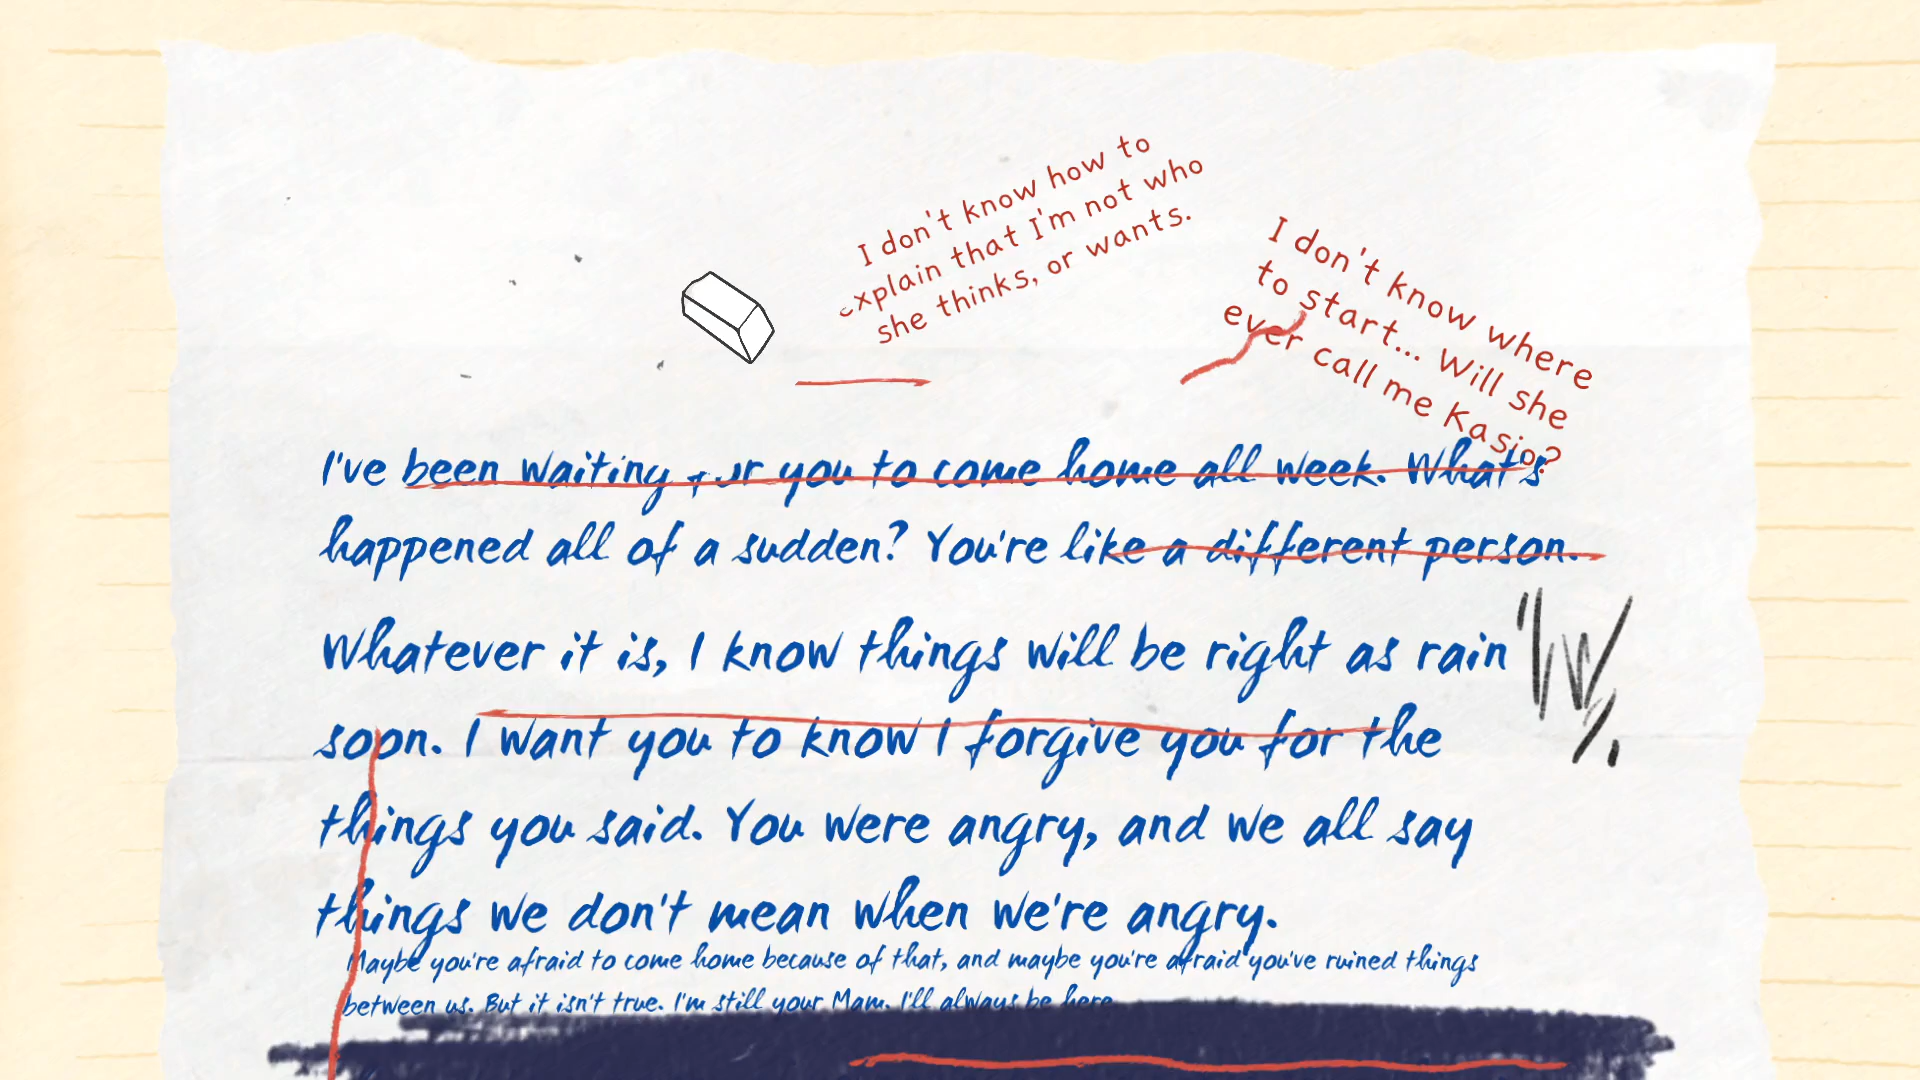 I don't know how to
explain that I'm not who
she thinks, or wants.
I don't know where
to start... Will she
ever call me Kasio?
I've been waiting for you to come home all week. What's
happened all of a sudden? You're like a different person.
Whatever it is, I know things will be right as rain
soon. I want you to know I forgive you for the
things you said. You were angry, and we all say
things we don't mean when we're angry.
Maybe you're afraid to come home because of that, and maybe you're afraid you've ruined things
between us. But it isn't true. I'm still your Mam. I'll always be here